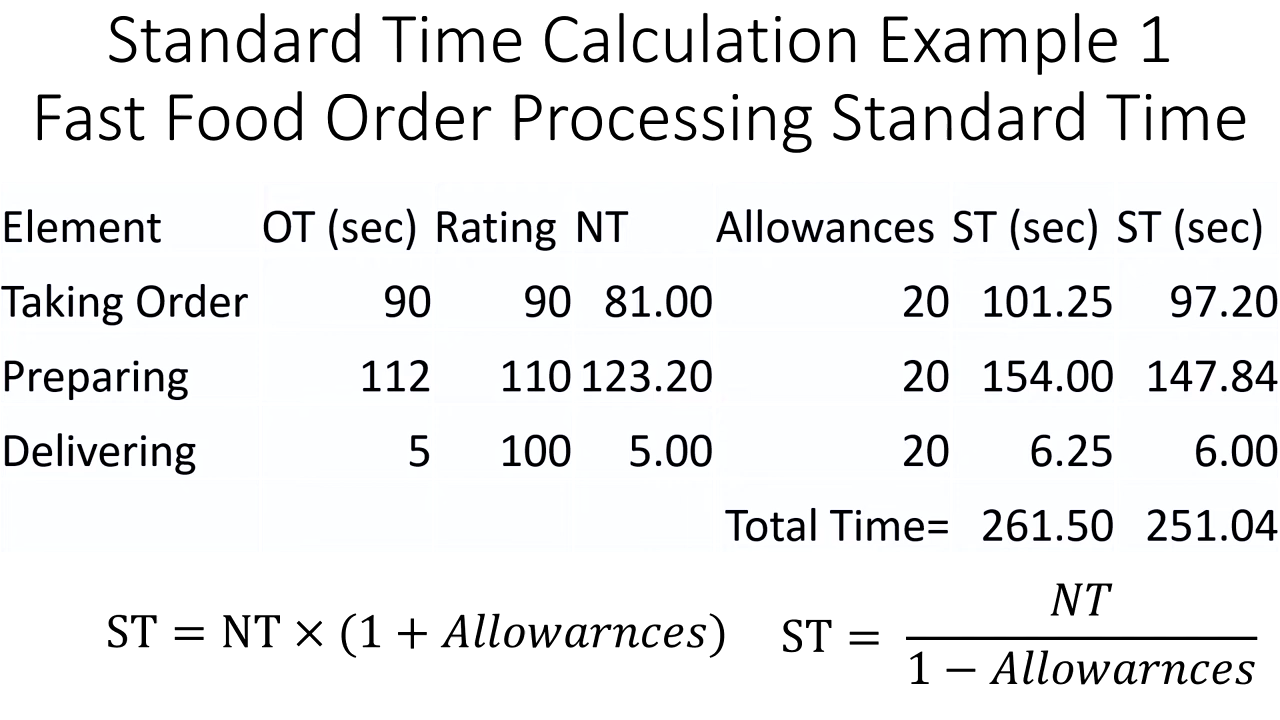 Standard Time Calculation Example 1
Fast Food Order Processing Standard Time
Element OT (sec) Rating NT Allowances ST (sec) ST (sec)
Taking Order 90 90 81.00 20 101.25 97.20
Preparing 112 110 123.20 20 154.00 147.84
Delivering 5 100 5.00 20 6.25 6.00
Total Time= 261.50 251.04
ST = NT × (1 + Allowarnces) ST = NT / 1 − Allowarnces